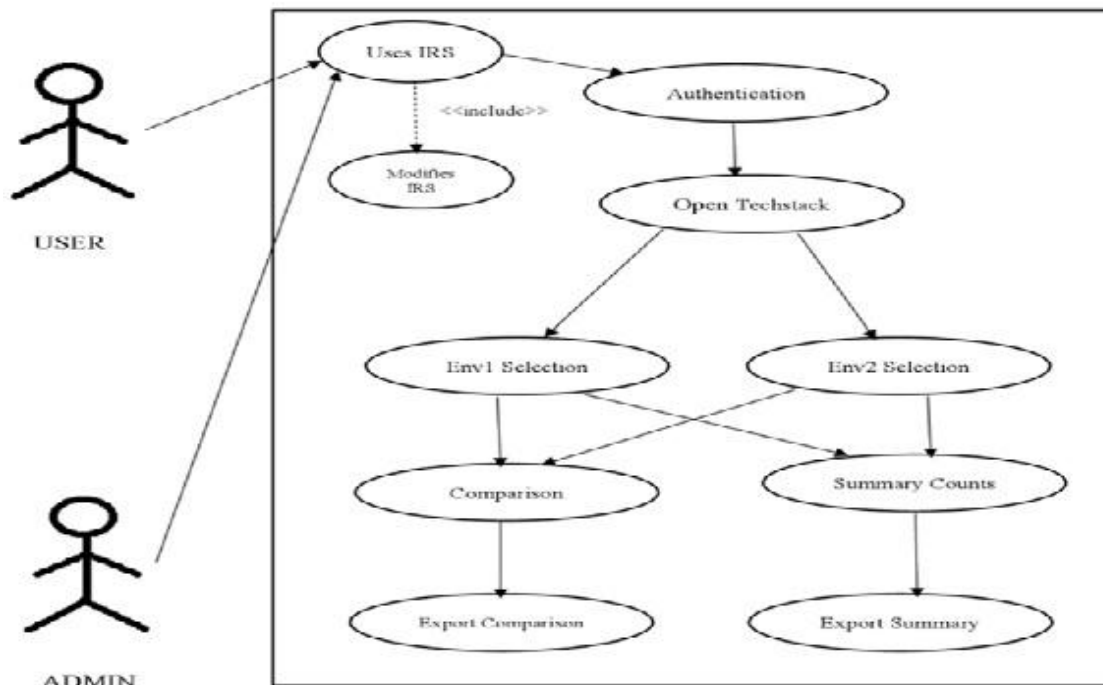 Uses IRS
Authentication
<<include>>
Modifies
IRS
Open Techstack
USER
Env1 Selection
Env2 Selection
Comparison
Summary Counts
Export Comparison
Export Summary
ADMIN